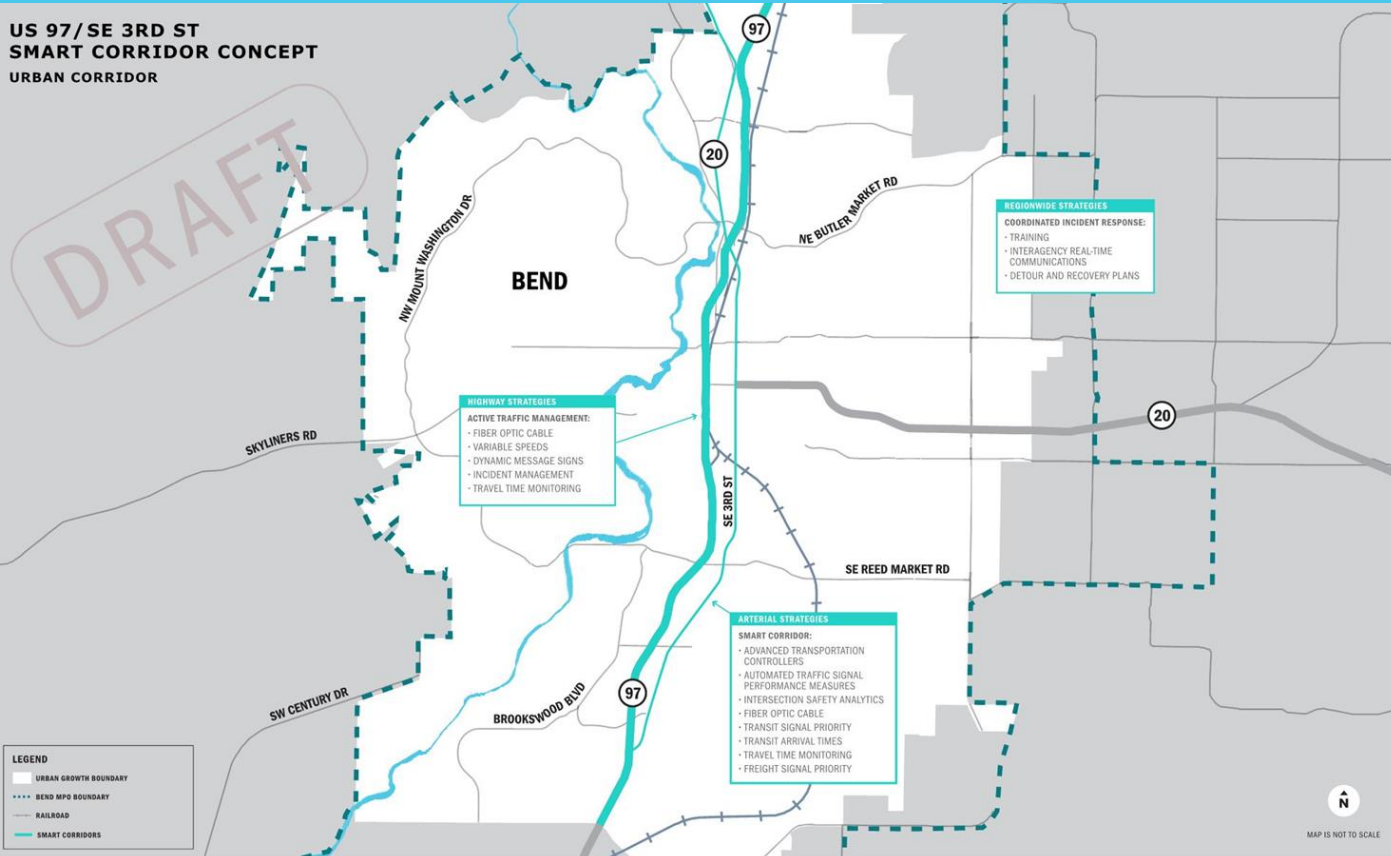 US 97/SE 3RD ST
SMART CORRIDOR CONCEPT
URBAN CORRIDOR
DRAFT
97
20
NE BUTLER MARKET RD
NW MOUNT WASHINGTON DR
BEND
REGIONWIDE STRATEGIES
COORDINATED INCIDENT RESPONSE:
· TRAINING
· INTERAGENCY REAL-TIME
COMMUNICATIONS
· DETOUR AND RECOVERY PLANS
HIGHWAY STRATEGIES
ACTIVE TRAFFIC MANAGEMENT:
· FIBER OPTIC CABLE
· VARIABLE SPEEDS
· DYNAMIC MESSAGE SIGNS
· INCIDENT MANAGEMENT
· TRAVEL TIME MONITORING
20
SKYLINERS RD
SE 3RD ST
SE REED MARKET RD
ARTERIAL STRATEGIES
SMART CORRIDOR:
· ADVANCED TRANSPORTATION
CONTROLLERS
· AUTOMATED TRAFFIC SIGNAL
PERFORMANCE MEASURES
· INTERSECTION SAFETY ANALYTICS
· FIBER OPTIC CABLE
· TRANSIT SIGNAL PRIORITY
· TRANSIT ARRIVAL TIMES
· TRAVEL TIME MONITORING
· FREIGHT SIGNAL PRIORITY
97
SW CENTURY DR
BROOKSWOOD BLVD
LEGEND
URBAN GROWTH BOUNDARY
BEND MPO BOUNDARY
RAILROAD
SMART CORRIDORS
N
MAP IS NOT TO SCALE